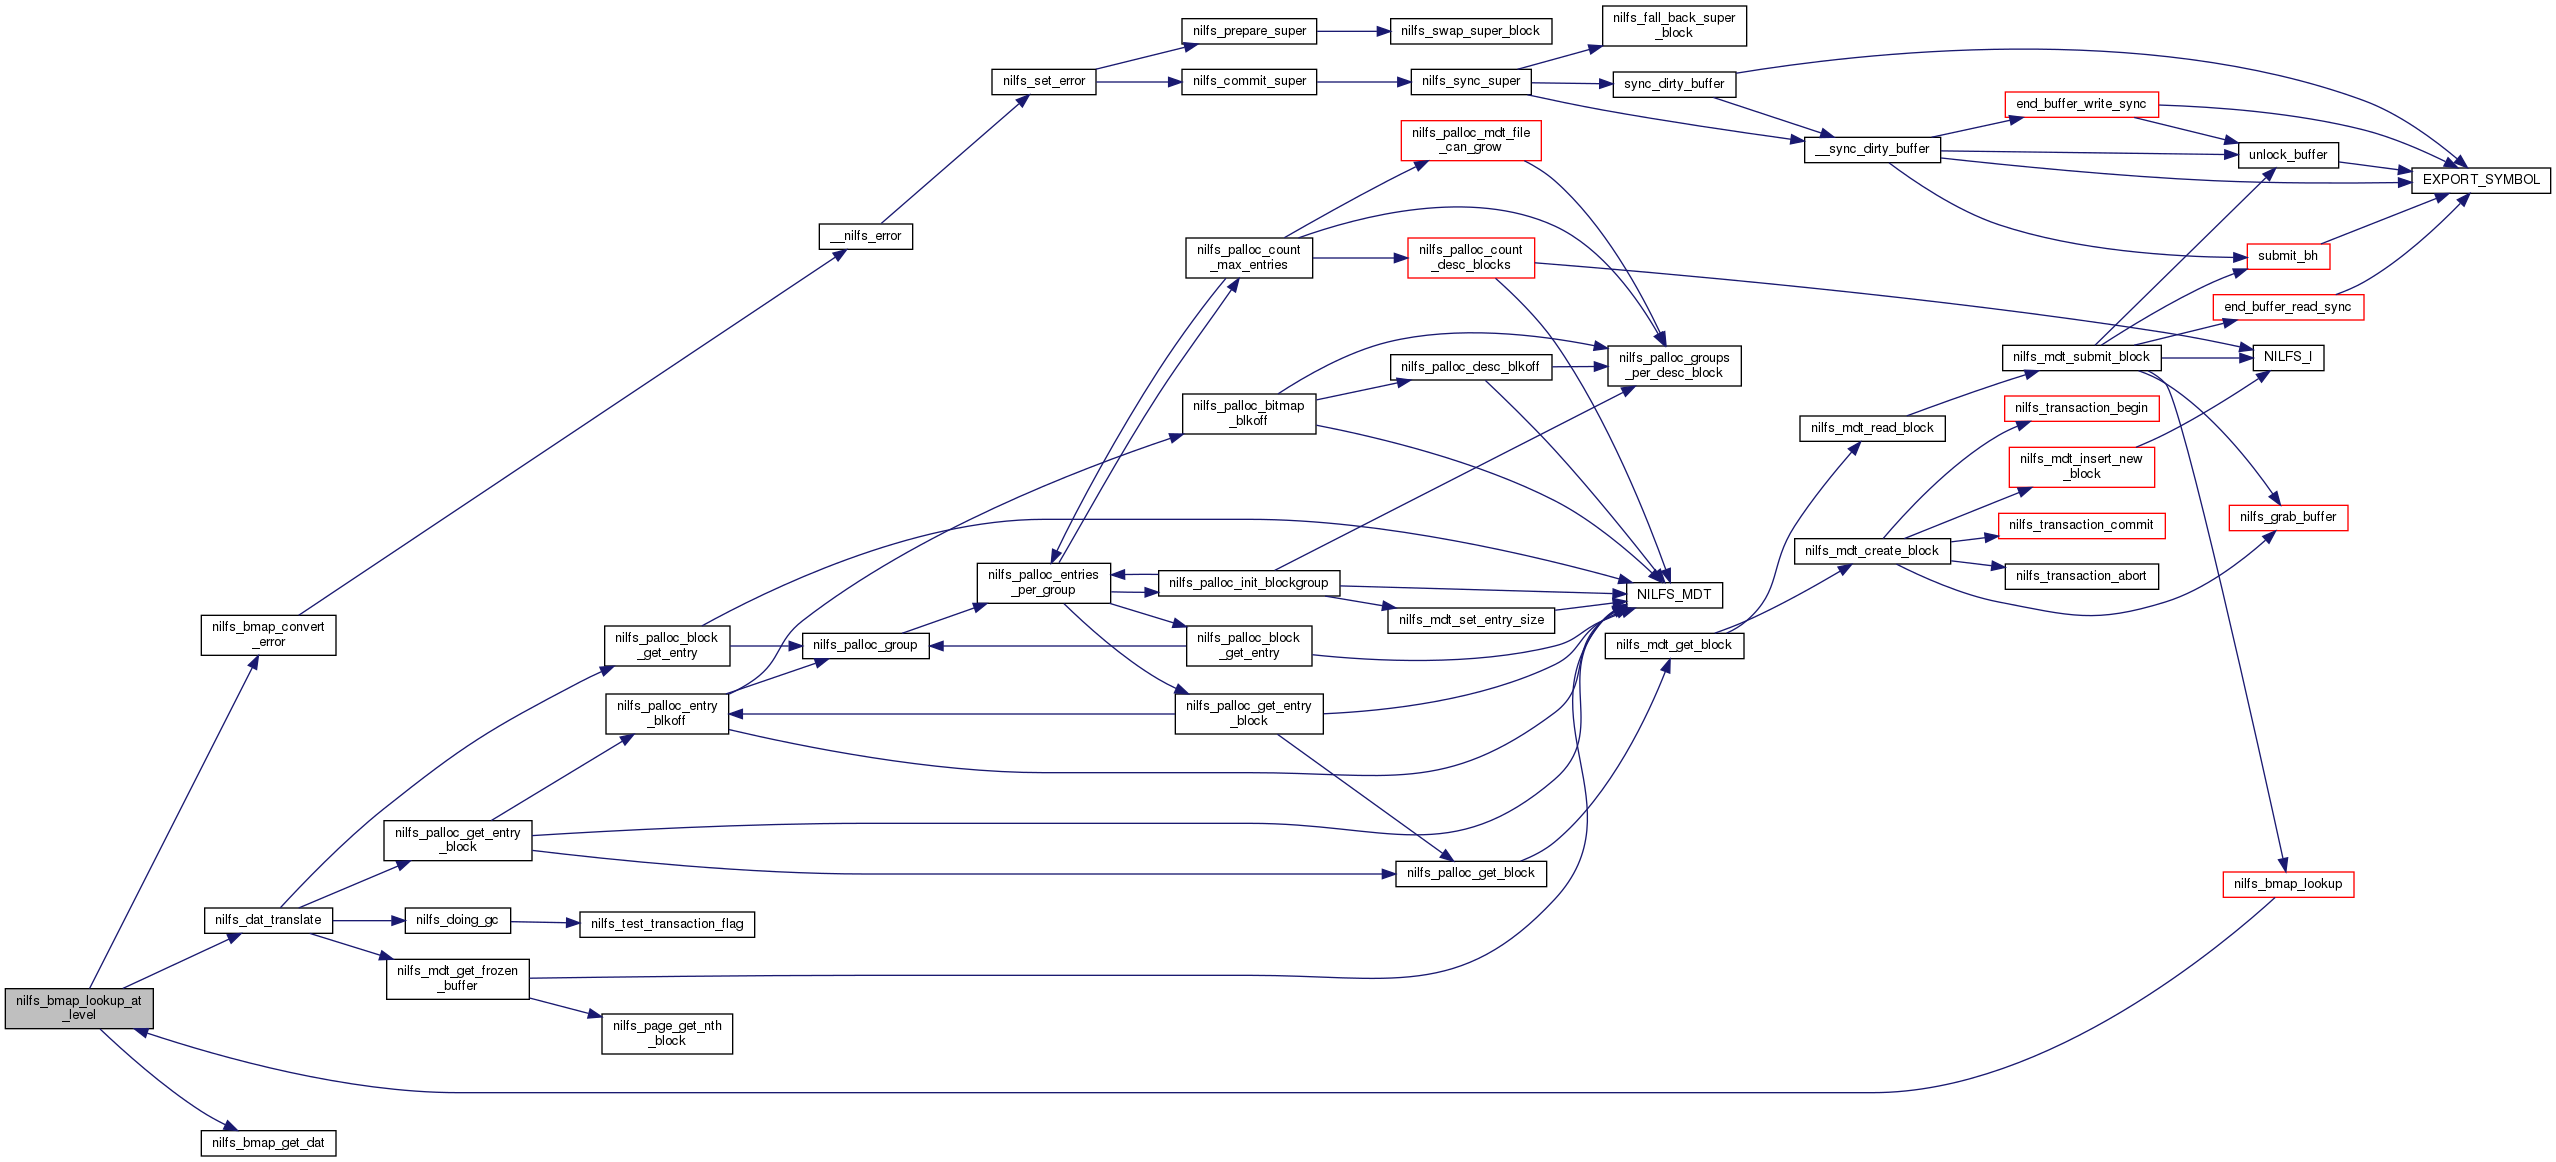 nilfs_prepare_super
nilfs_swap_super_block
nilfs_fall_back_super
_block
nilfs_set_error
nilfs_commit_super
nilfs_sync_super
sync_dirty_buffer
end_buffer_write_sync
nilfs_palloc_mdt_file
_can_grow
__sync_dirty_buffer
unlock_buffer
EXPORT_SYMBOL
__nilfs_error
nilfs_palloc_count
_max_entries
nilfs_palloc_count
_desc_blocks
submit_bh
end_buffer_read_sync
nilfs_palloc_groups
_per_desc_block
nilfs_mdt_submit_block
NILFS_I
nilfs_palloc_desc_blkoff
nilfs_palloc_bitmap
_blkoff
nilfs_mdt_read_block
nilfs_transaction_begin
nilfs_mdt_insert_new
_block
nilfs_grab_buffer
nilfs_transaction_commit
nilfs_mdt_create_block
nilfs_transaction_abort
nilfs_palloc_entries
_per_group
nilfs_palloc_init_blockgroup
NILFS_MDT
nilfs_mdt_set_entry_size
nilfs_bmap_convert
_error
nilfs_palloc_block
_get_entry
nilfs_palloc_group
nilfs_palloc_block
_get_entry
nilfs_mdt_get_block
nilfs_palloc_entry
_blkoff
nilfs_palloc_get_entry
_block
nilfs_palloc_get_entry
_block
nilfs_palloc_get_block
nilfs_bmap_lookup
nilfs_dat_translate
nilfs_doing_gc
nilfs_test_transaction_flag
nilfs_mdt_get_frozen
_buffer
nilfs_bmap_lookup_at
_level
nilfs_page_get_nth
_block
nilfs_bmap_get_dat